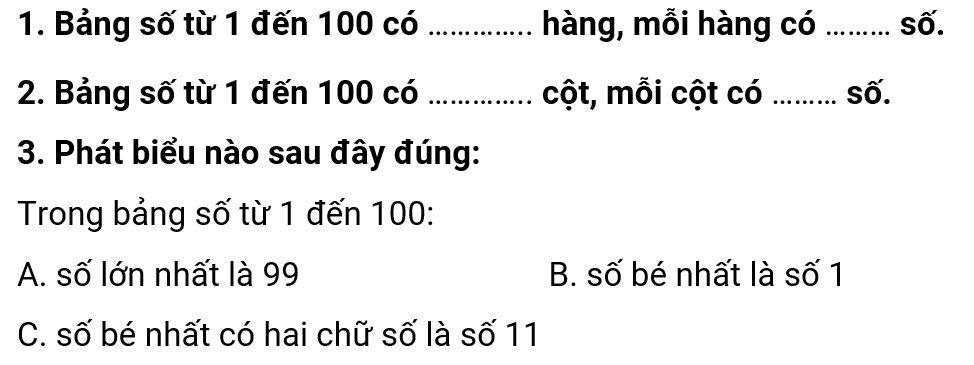 1. Bảng số từ 1 đến 100 có .............. hàng, mỗi hàng có ......... số.
2. Bảng số từ 1 đến 100 có .............. cột, mỗi cột có ......... số.
3. Phát biểu nào sau đây đúng:
Trong bảng số từ 1 đến 100:
A. số lớn nhất là 99 B. số bé nhất là số 1
C. số bé nhất có hai chữ số là số 11